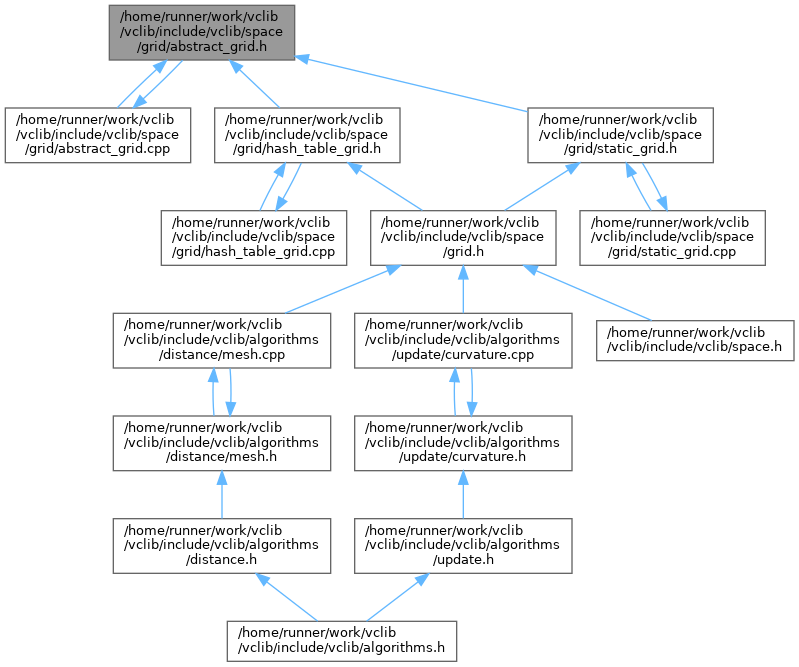 /home/runner/work/vclib
/vclib/include/vclib/space
/grid/abstract_grid.h
/home/runner/work/vclib
/vclib/include/vclib/space
/grid/abstract_grid.cpp
/home/runner/work/vclib
/vclib/include/vclib/space
/grid/hash_table_grid.h
/home/runner/work/vclib
/vclib/include/vclib/space
/grid/static_grid.h
/home/runner/work/vclib
/vclib/include/vclib/space
/grid/hash_table_grid.cpp
/home/runner/work/vclib
/vclib/include/vclib/space
/grid.h
/home/runner/work/vclib
/vclib/include/vclib/space
/grid/static_grid.cpp
/home/runner/work/vclib
/vclib/include/vclib/algorithms
/distance/mesh.cpp
/home/runner/work/vclib
/vclib/include/vclib/algorithms
/update/curvature.cpp
/home/runner/work/vclib
/vclib/include/vclib/space.h
/home/runner/work/vclib
/vclib/include/vclib/algorithms
/distance/mesh.h
/home/runner/work/vclib
/vclib/include/vclib/algorithms
/update/curvature.h
/home/runner/work/vclib
/vclib/include/vclib/algorithms
/distance.h
/home/runner/work/vclib
/vclib/include/vclib/algorithms
/update.h
/home/runner/work/vclib
/vclib/include/vclib/algorithms.h